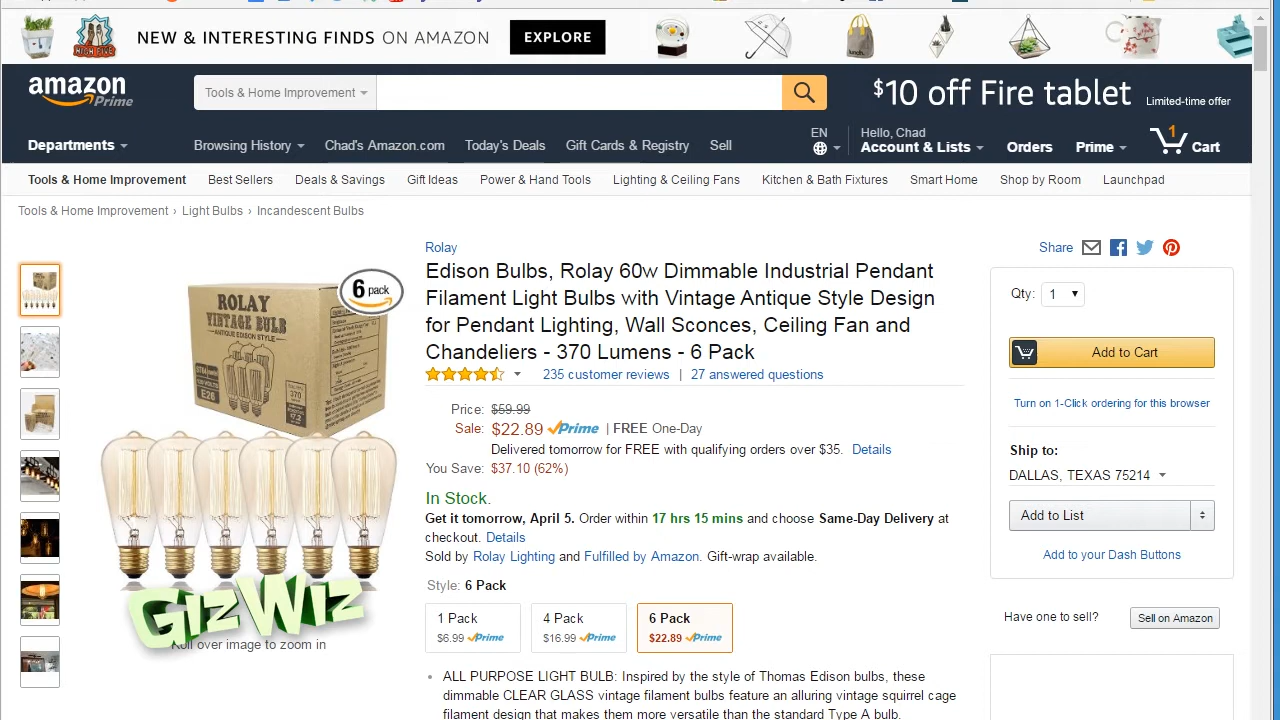 HIGH FIVE
NEW & INTERESTING FINDS ON AMAZON
EXPLORE
lunch.
amazon
Prime
Tools & Home Improvement
$10 off Fire tablet
Limited-time offer
Departments
Browsing History
Chad's Amazon.com
Today's Deals
Gift Cards & Registry
Sell
EN
Hello, Chad
Account & Lists
Orders
Prime
1
Cart
Tools & Home Improvement
Best Sellers
Deals & Savings
Gift Ideas
Power & Hand Tools
Lighting & Ceiling Fans
Kitchen & Bath Fixtures
Smart Home
Shop by Room
Launchpad
Tools & Home Improvement › Light Bulbs › Incandescent Bulbs
6 pack
ROLAY
VINTAGE BULB
ANTIQUE EDISON STYLE
E26
370
GizWiz
Roll over image to zoom in
Rolay
Edison Bulbs, Rolay 60w Dimmable Industrial Pendant
Filament Light Bulbs with Vintage Antique Style Design
for Pendant Lighting, Wall Sconces, Ceiling Fan and
Chandeliers - 370 Lumens - 6 Pack
235 customer reviews | 27 answered questions
Price: $59.99
Sale: $22.89 Prime | FREE One-Day
Delivered tomorrow for FREE with qualifying orders over $35. Details
You Save: $37.10 (62%)
In Stock.
Get it tomorrow, April 5. Order within 17 hrs 15 mins and choose Same-Day Delivery at
checkout. Details
Sold by Rolay Lighting and Fulfilled by Amazon. Gift-wrap available.
Style: 6 Pack
1 Pack
$6.99 Prime
4 Pack
$16.99 Prime
6 Pack
$22.89 Prime
• ALL PURPOSE LIGHT BULB: Inspired by the style of Thomas Edison bulbs, these
dimmable CLEAR GLASS vintage filament bulbs feature an alluring vintage squirrel cage
filament design that makes them more versatile than the standard Type A bulb.
Share
Qty: 1
Add to Cart
Turn on 1-Click ordering for this browser
Ship to:
DALLAS, TEXAS 75214
Add to List
Add to your Dash Buttons
Have one to sell?
Sell on Amazon